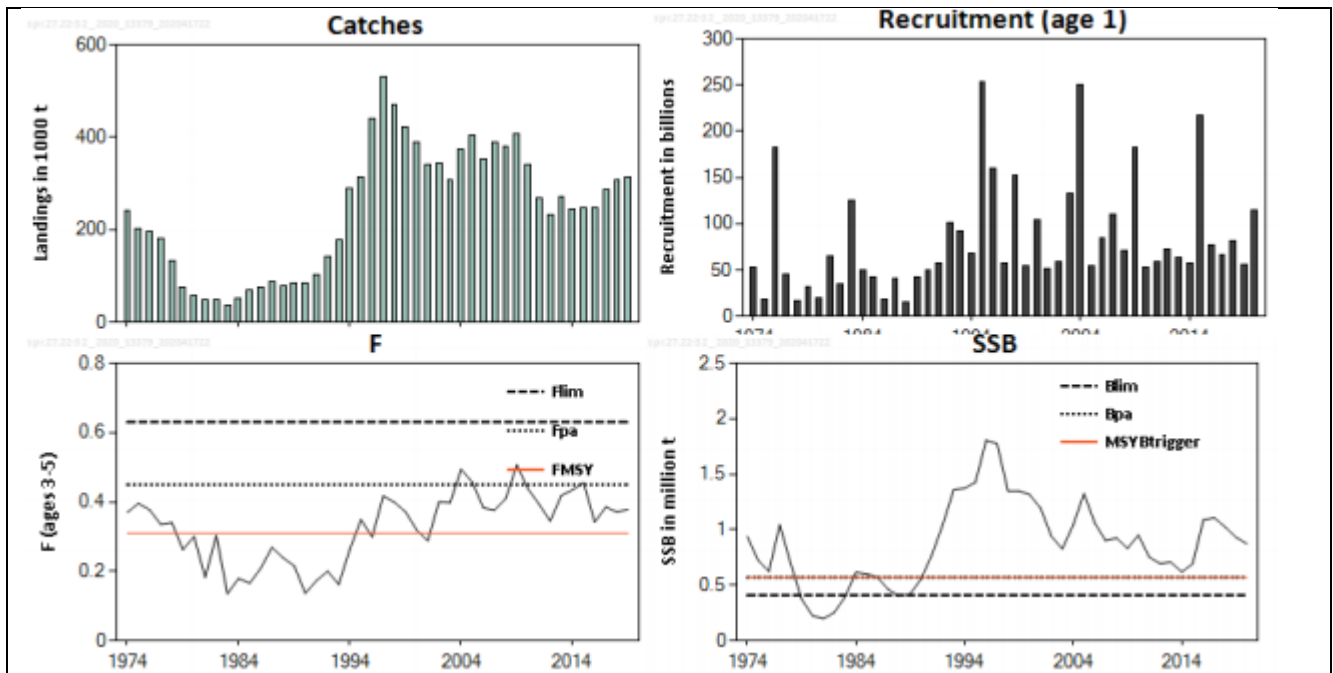 Catches
600
400
200
0
Landings in 1000 t
Recruitment (age 1)
300
250
200
150
100
50
0
Recruitment in billions
1974
1984
1994
2004
2014
F
0.8
0.6
0.4
0.2
0
F (ages 3-5)
Flim
Fpa
FMSY
1974
1984
1994
2004
2014
SSB
2.5
2
1.5
1
0.5
0
SSB in million t
Blim
Bpa
MSYBtrigger
1974
1984
1994
2004
2014